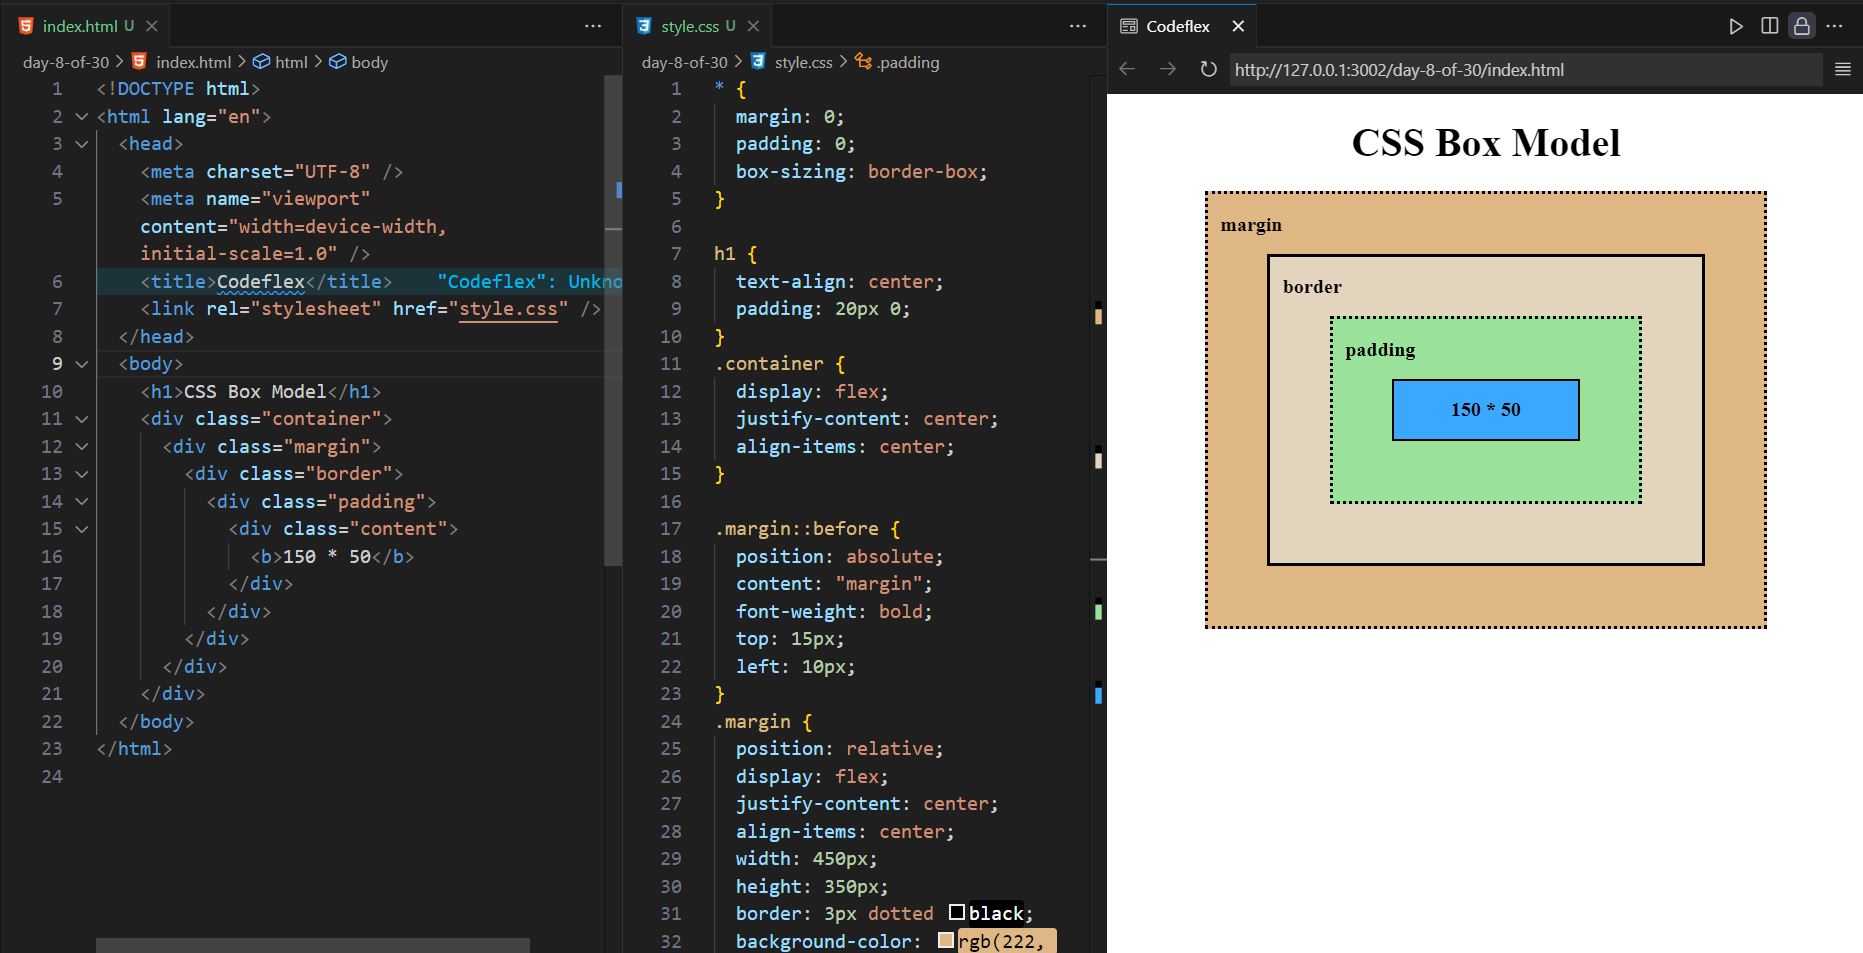 index.html U
day-8-of-30 > index.html > html > body
1 <!DOCTYPE html>
2 <html lang="en">
3 <head>
4 <meta charset="UTF-8" />
5 <meta name="viewport"
content="width=device-width,
initial-scale=1.0" />
6 <title>Codeflex</title> "Codeflex": Unkno
7 <link rel="stylesheet" href="style.css" />
8 </head>
9 <body>
10 <h1>CSS Box Model</h1>
11 <div class="container">
12 <div class="margin">
13 <div class="border">
14 <div class="padding">
15 <div class="content">
16 <b>150 * 50</b>
17 </div>
18 </div>
19 </div>
20 </div>
21 </div>
22 </body>
23 </html>
24
style.css U
day-8-of-30 > style.css > .padding
1 * {
2 margin: 0;
3 padding: 0;
4 box-sizing: border-box;
5 }
6
7 h1 {
8 text-align: center;
9 padding: 20px 0;
10 }
11 .container {
12 display: flex;
13 justify-content: center;
14 align-items: center;
15 }
16
17 .margin::before {
18 position: absolute;
19 content: "margin";
20 font-weight: bold;
21 top: 15px;
22 left: 10px;
23 }
24 .margin {
25 position: relative;
26 display: flex;
27 justify-content: center;
28 align-items: center;
29 width: 450px;
30 height: 350px;
31 border: 3px dotted black;
32 background-color: rgb(222,
Codeflex
http://127.0.0.1:3002/day-8-of-30/index.html
CSS Box Model
margin
border
padding
150 * 50